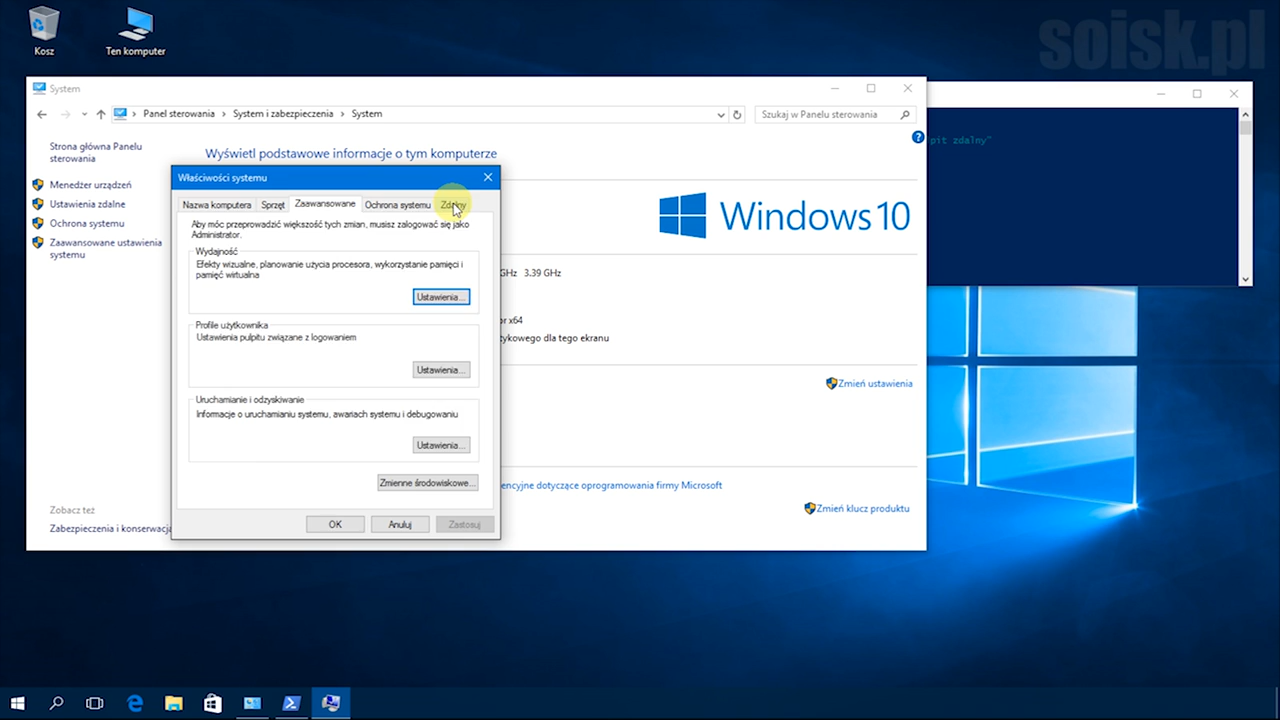 Kosz
Ten komputer
soisk.pl
System
Panel sterowania
System i zabezpieczenia
System
Szukaj w Panelu sterowania
pit zdalny"
Strona główna Panelu
sterowania
Menedżer urządzeń
Ustawienia zdalne
Ochrona systemu
Zaawansowane ustawienia
systemu
Wyświetl podstawowe informacje o tym komputerze
Windows 10
GHz 3.39 GHz
or x64
tykowego dla tego ekranu
Zmień ustawienia
encyjne dotyczące oprogramowania firmy Microsoft
Zmień klucz produktu
Zobacz też
Zabezpieczenia i konserwacja
Właściwości systemu
Nazwa komputera
Sprzęt
Zaawansowane
Ochrona systemu
Zdalny
Aby móc przeprowadzić większość tych zmian, musisz zalogować się jako
Administrator.
Wydajność
Efekty wizualne, planowanie użycia procesora, wykorzystanie pamięci i
pamięć wirtualna
Ustawienia...
Profile użytkownika
Ustawienia pulpitu związane z logowaniem
Ustawienia...
Uruchamianie i odzyskiwanie
Informacje o uruchamianiu systemu, awariach systemu i debugowaniu
Ustawienia...
Zmienne środowiskowe...
OK
Anuluj
Zastosuj